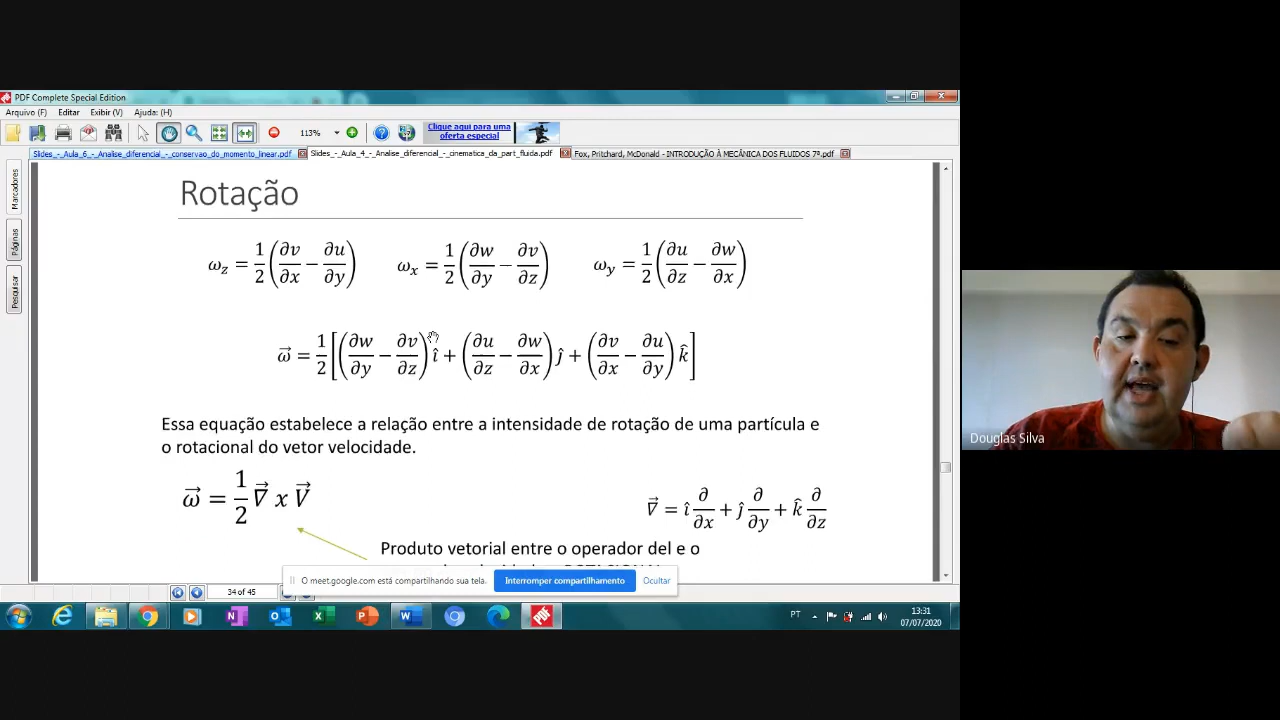 PDF Complete Special Edition
Arquivo (F) Editar Exibir (V) Ajuda: (H)
113%
Clique aqui para uma
oferta especial
Slides_-_Aula_6_-_Analise_diferencial_-_conservao_do_momento_linear.pdf Slides_-_Aula_4_-_Analise_diferencial_-_cinematica_da_part_fluida.pdf Fox, Pritchard, McDonald - INTRODUÇÃO À MECÂNICA DOS FLUIDOS 7ª.pdf
Marcadores
Páginas
Pesquisar
Rotação
ω_z = 1/2 (∂v/∂x − ∂u/∂y) ω_x = 1/2 (∂w/∂y − ∂v/∂z) ω_y = 1/2 (∂u/∂z − ∂w/∂x)
ω⃗ = 1/2 [(∂w/∂y − ∂v/∂z) î + (∂u/∂z − ∂w/∂x) ĵ + (∂v/∂x − ∂u/∂y) k̂]
Essa equação estabelece a relação entre a intensidade de rotação de uma partícula e
o rotacional do vetor velocidade.
ω⃗ = 1/2 ∇⃗ x V⃗
∇⃗ = î ∂/∂x + ĵ ∂/∂y + k̂ ∂/∂z
Produto vetorial entre o operador del e o
O meet.google.com está compartilhando sua tela. Interromper compartilhamento Ocultar
34 of 45
PT 13:31
07/07/2020
Douglas Silva